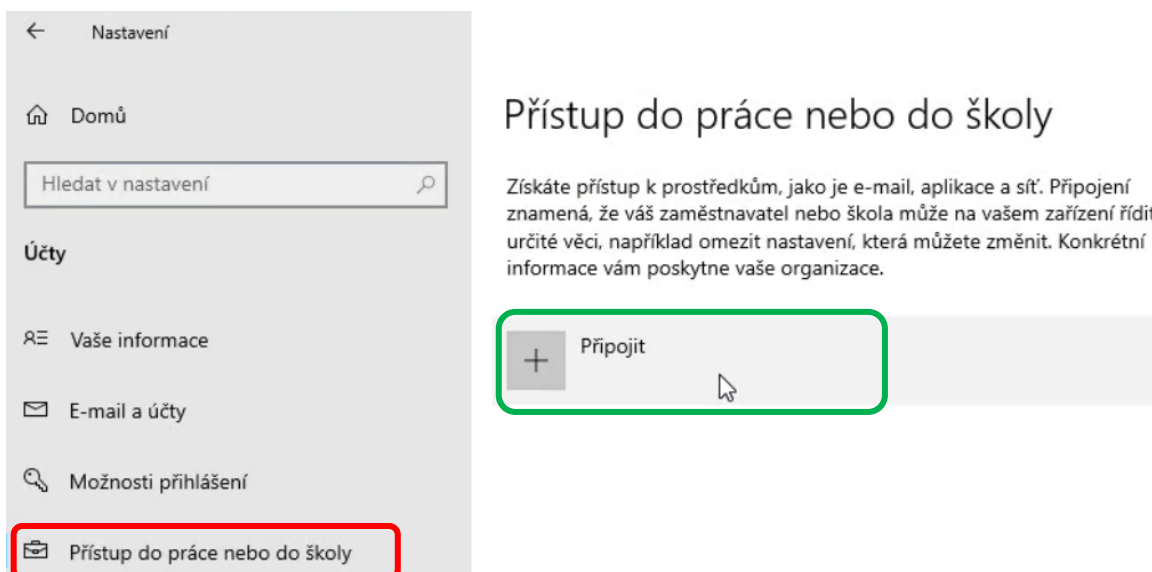 Nastavení
Domů
Hledat v nastavení
Účty
Vaše informace
E-mail a účty
Možnosti přihlášení
Přístup do práce nebo do školy
Přístup do práce nebo do školy
Získáte přístup k prostředkům, jako je e-mail, aplikace a síť. Připojení
znamená, že váš zaměstnavatel nebo škola může na vašem zařízení řídit
určité věci, například omezit nastavení, která můžete změnit. Konkrétní
informace vám poskytne vaše organizace.
Připojit